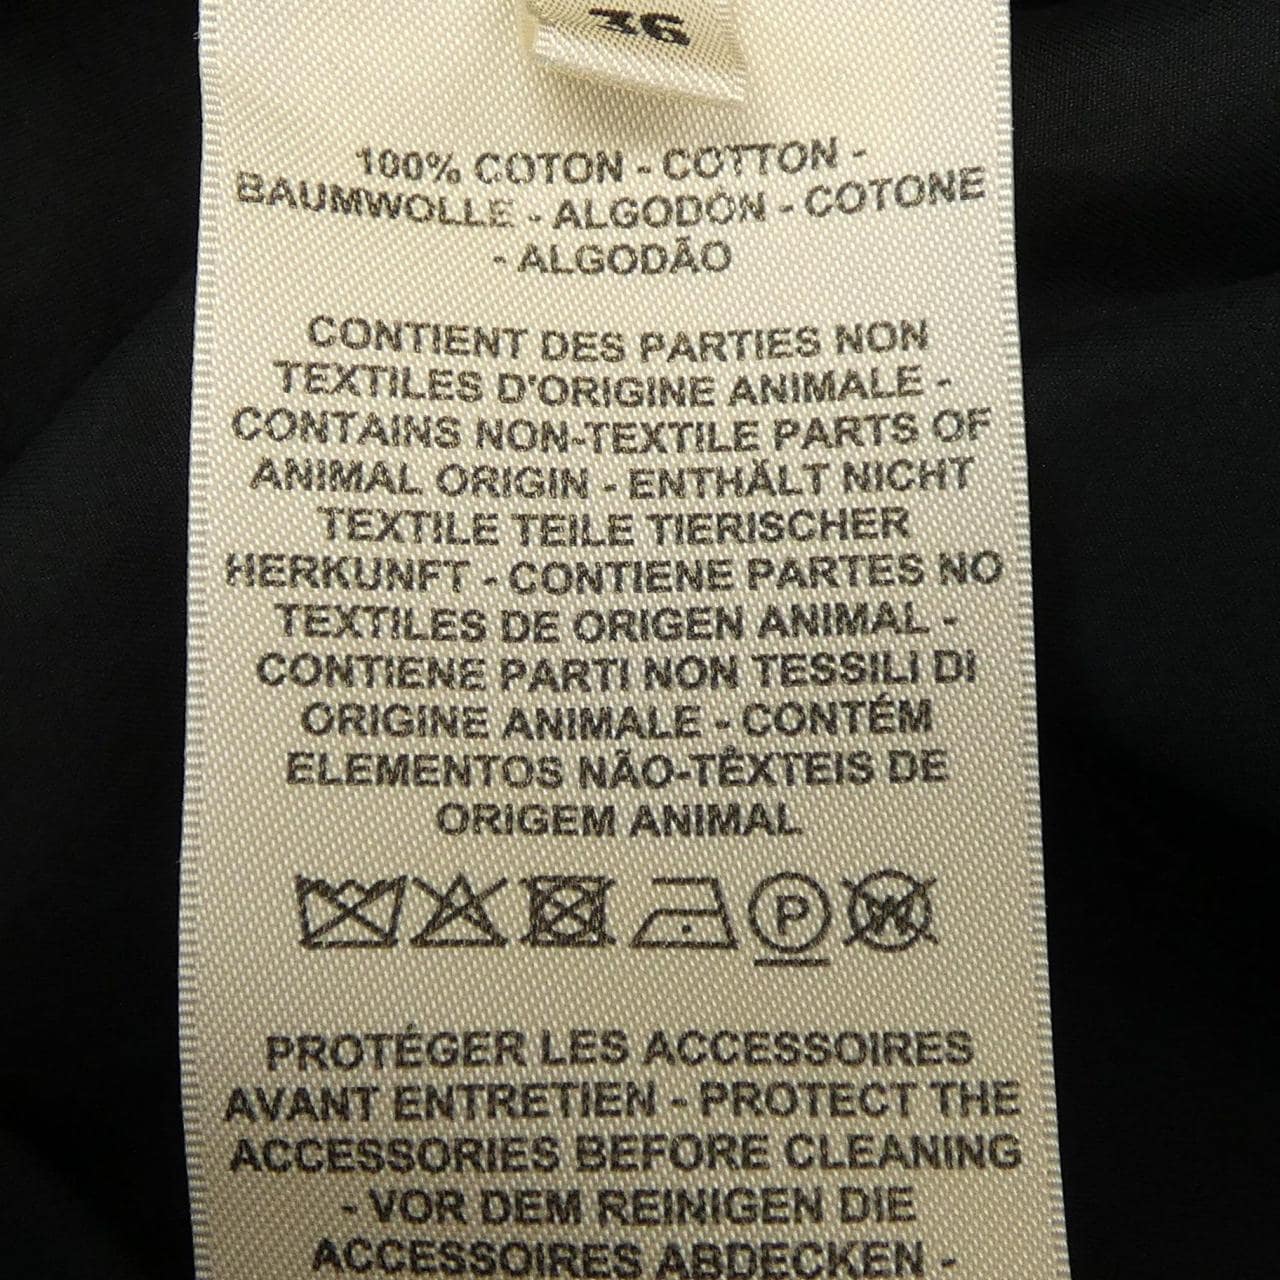 36
100% COTON - COTTON -
BAUMWOLLE - ALGODÓN - COTONE
- ALGODÃO
CONTIENT DES PARTIES NON
TEXTILES D'ORIGINE ANIMALE -
CONTAINS NON-TEXTILE PARTS OF
ANIMAL ORIGIN - ENTHÄLT NICHT
TEXTILE TEILE TIERISCHER
HERKUNFT - CONTIENE PARTES NO
TEXTILES DE ORIGEN ANIMAL -
CONTIENE PARTI NON TESSILI DI
ORIGINE ANIMALE - CONTÉM
ELEMENTOS NÃO-TÊXTEIS DE
ORIGEM ANIMAL
P W
PROTÉGER LES ACCESSOIRES
AVANT ENTRETIEN - PROTECT THE
ACCESSORIES BEFORE CLEANING
- VOR DEM REINIGEN DIE
ACCESSOIRES ABDECKEN -